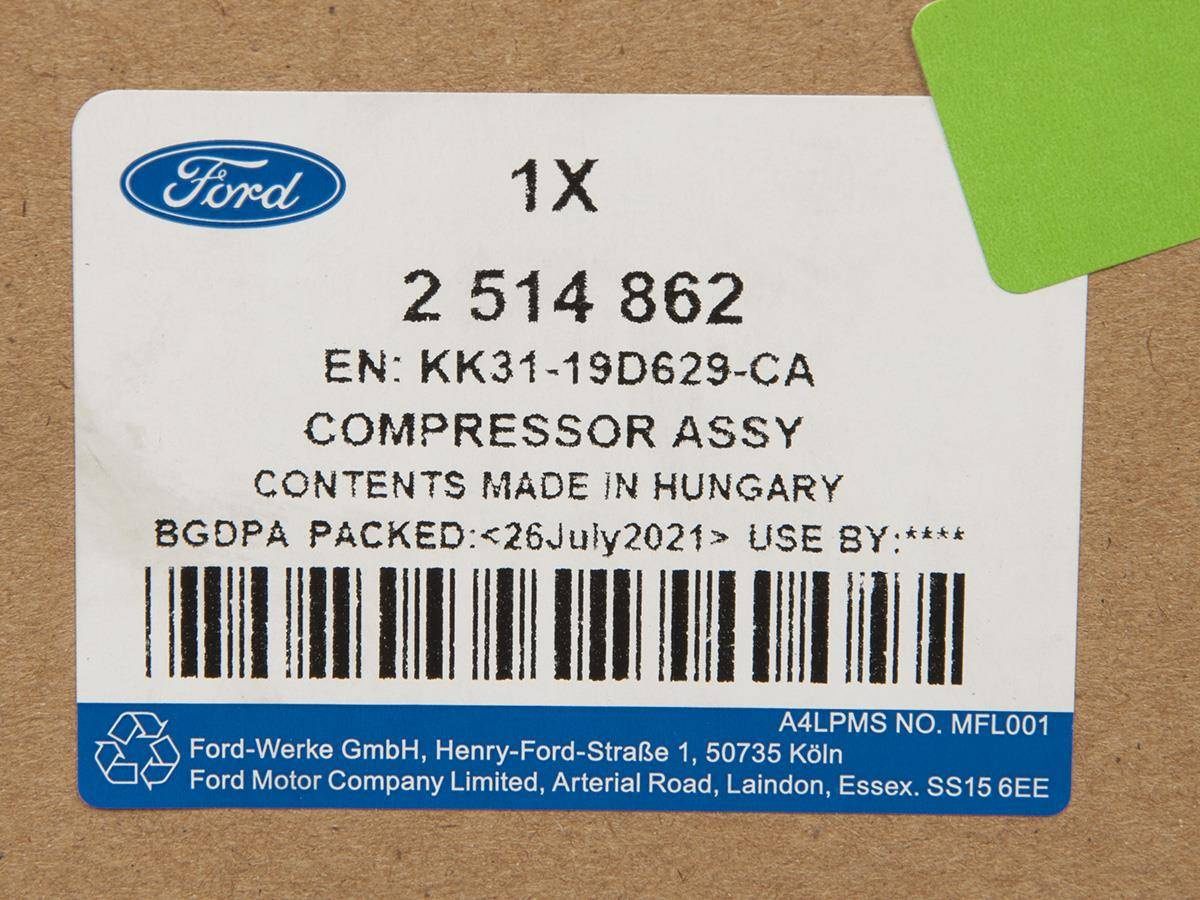 Ford
1X
2 514 862
EN: KK31-19D629-CA
COMPRESSOR ASSY
CONTENTS MADE IN HUNGARY
BGDPA PACKED:<26July2021> USE BY:****
A4LPMS NO. MFL001
Ford-Werke GmbH, Henry-Ford-Straße 1, 50735 Köln
Ford Motor Company Limited, Arterial Road, Laindon, Essex. SS15 6EE